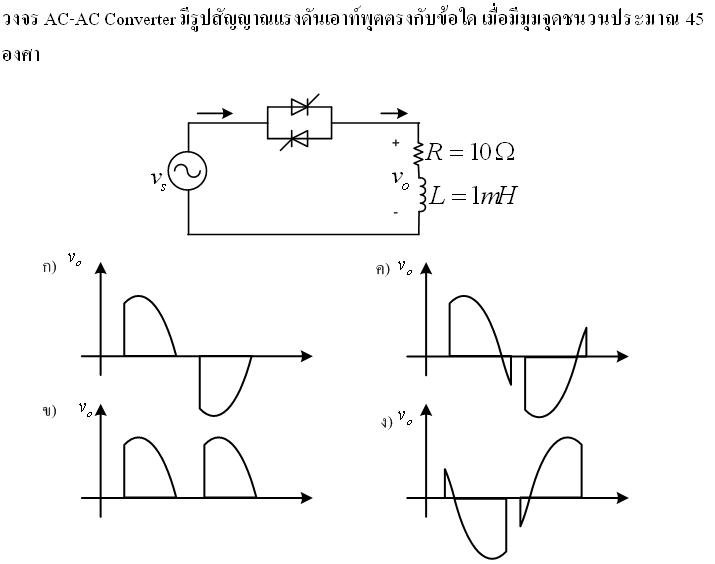 วงจร AC-AC Converter มีรูปสัญญาณแรงดันเอาท์พุตตรงกับข้อใด เมื่อมีมุมจุดชนวนประมาณ 45
องศา
+
R = 10 Ω
v_s
v_o
L = 1mH
-
ก) v_o
ค) v_o
ข) v_o
ง) v_o